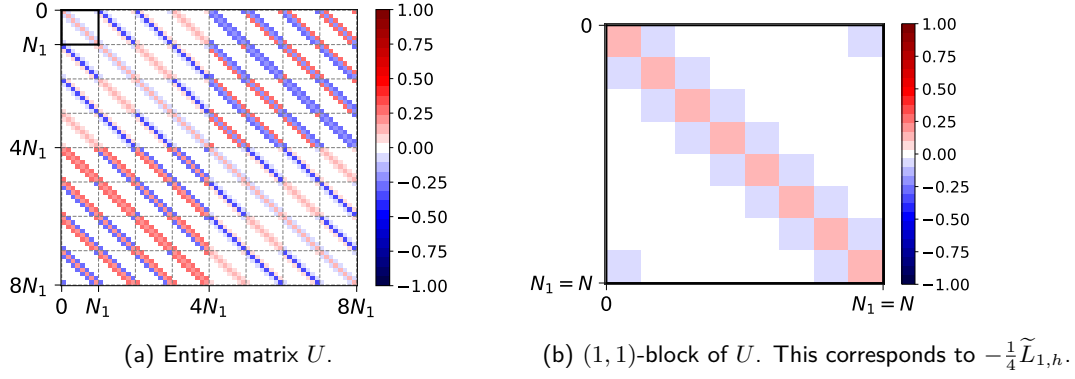 0
N₁
4N₁
8N₁
0 N₁ 4N₁ 8N₁
1.00
0.75
0.50
0.25
0.00
−0.25
−0.50
−0.75
−1.00
(a) Entire matrix U.
0
N₁ = N
0 N₁ = N
1.00
0.75
0.50
0.25
0.00
−0.25
−0.50
−0.75
−1.00
(b) (1, 1)-block of U. This corresponds to −¼L̃₁,ₕ.